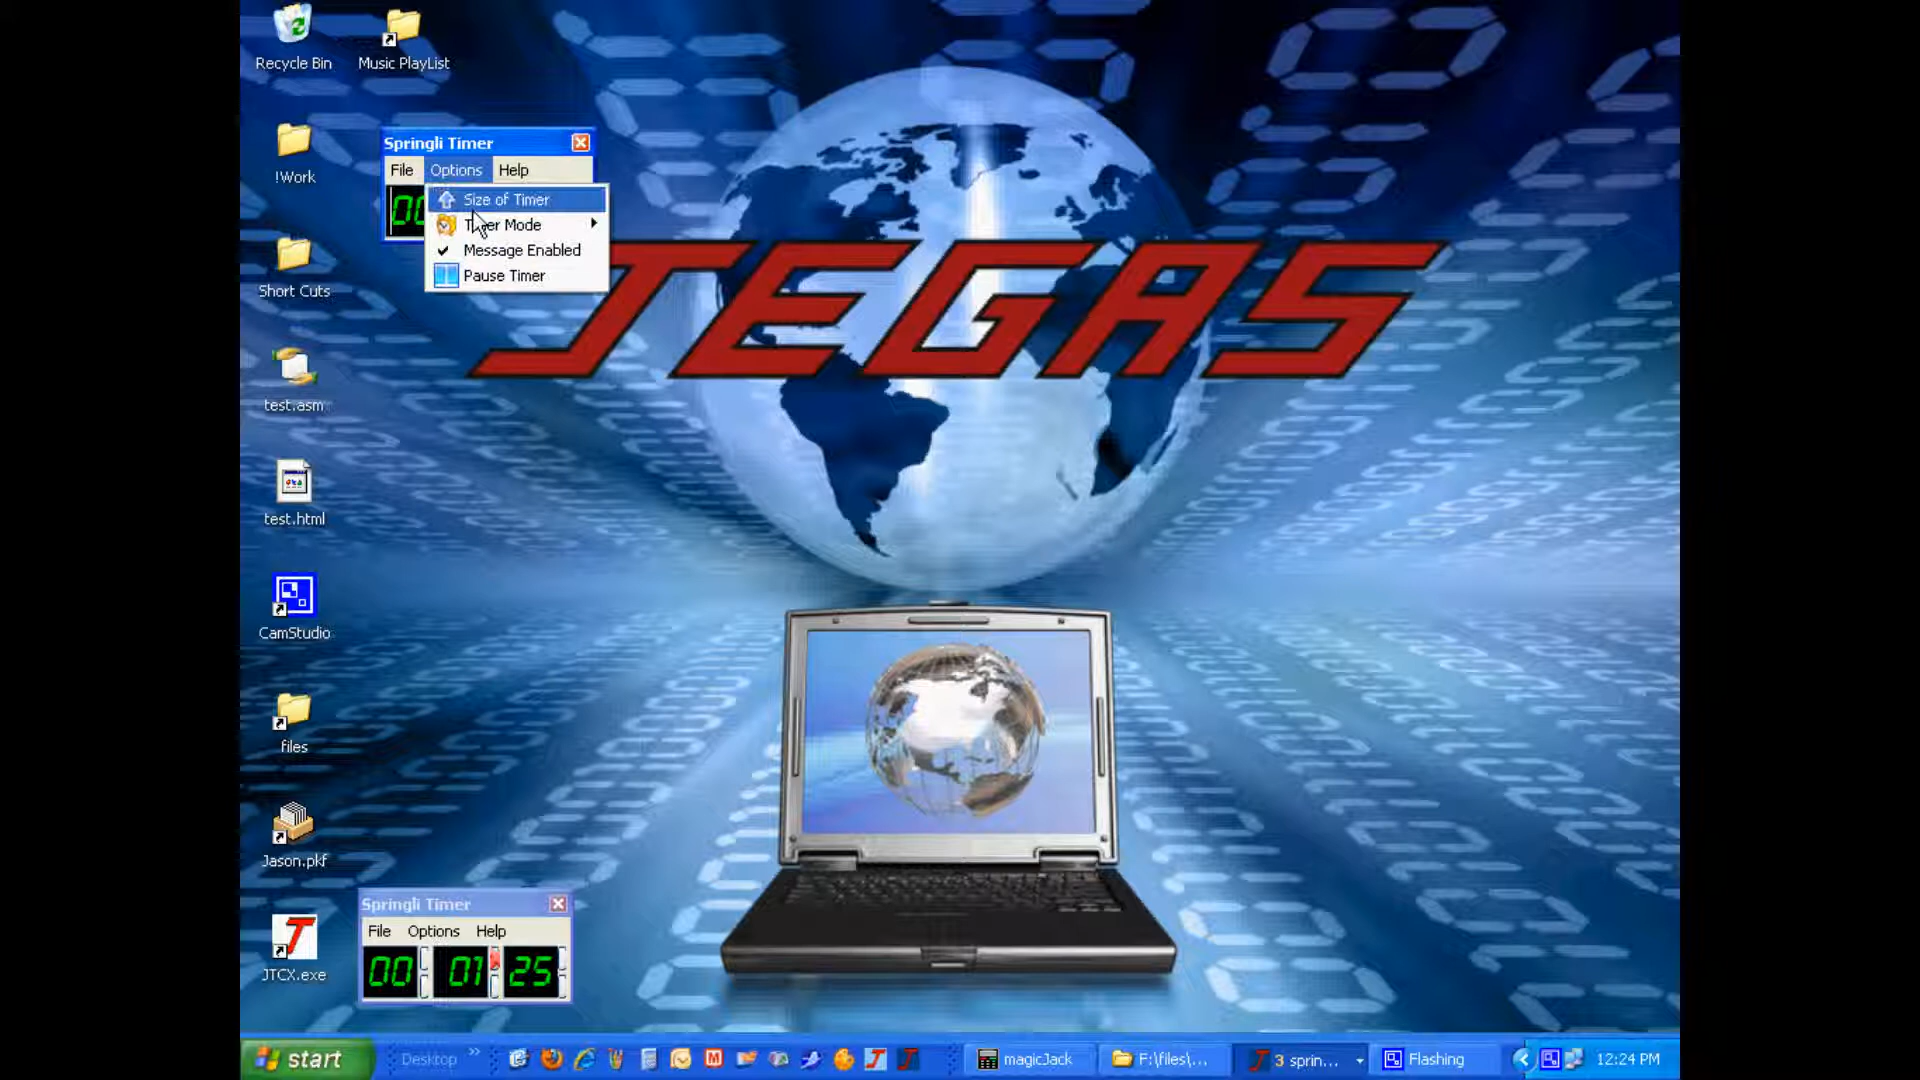 Recycle Bin
Music PlayList
!Work
Short Cuts
test.asm
test.html
CamStudio
files
Jason.pkf
JTCX.exe
Springli Timer
File Options Help
00
Size of Timer
Timer Mode
Message Enabled
Pause Timer
JEGAS
Springli Timer
File Options Help
00 01 25
start
Desktop
magicJack
F:\files\...
3 sprin...
Flashing
12:24 PM